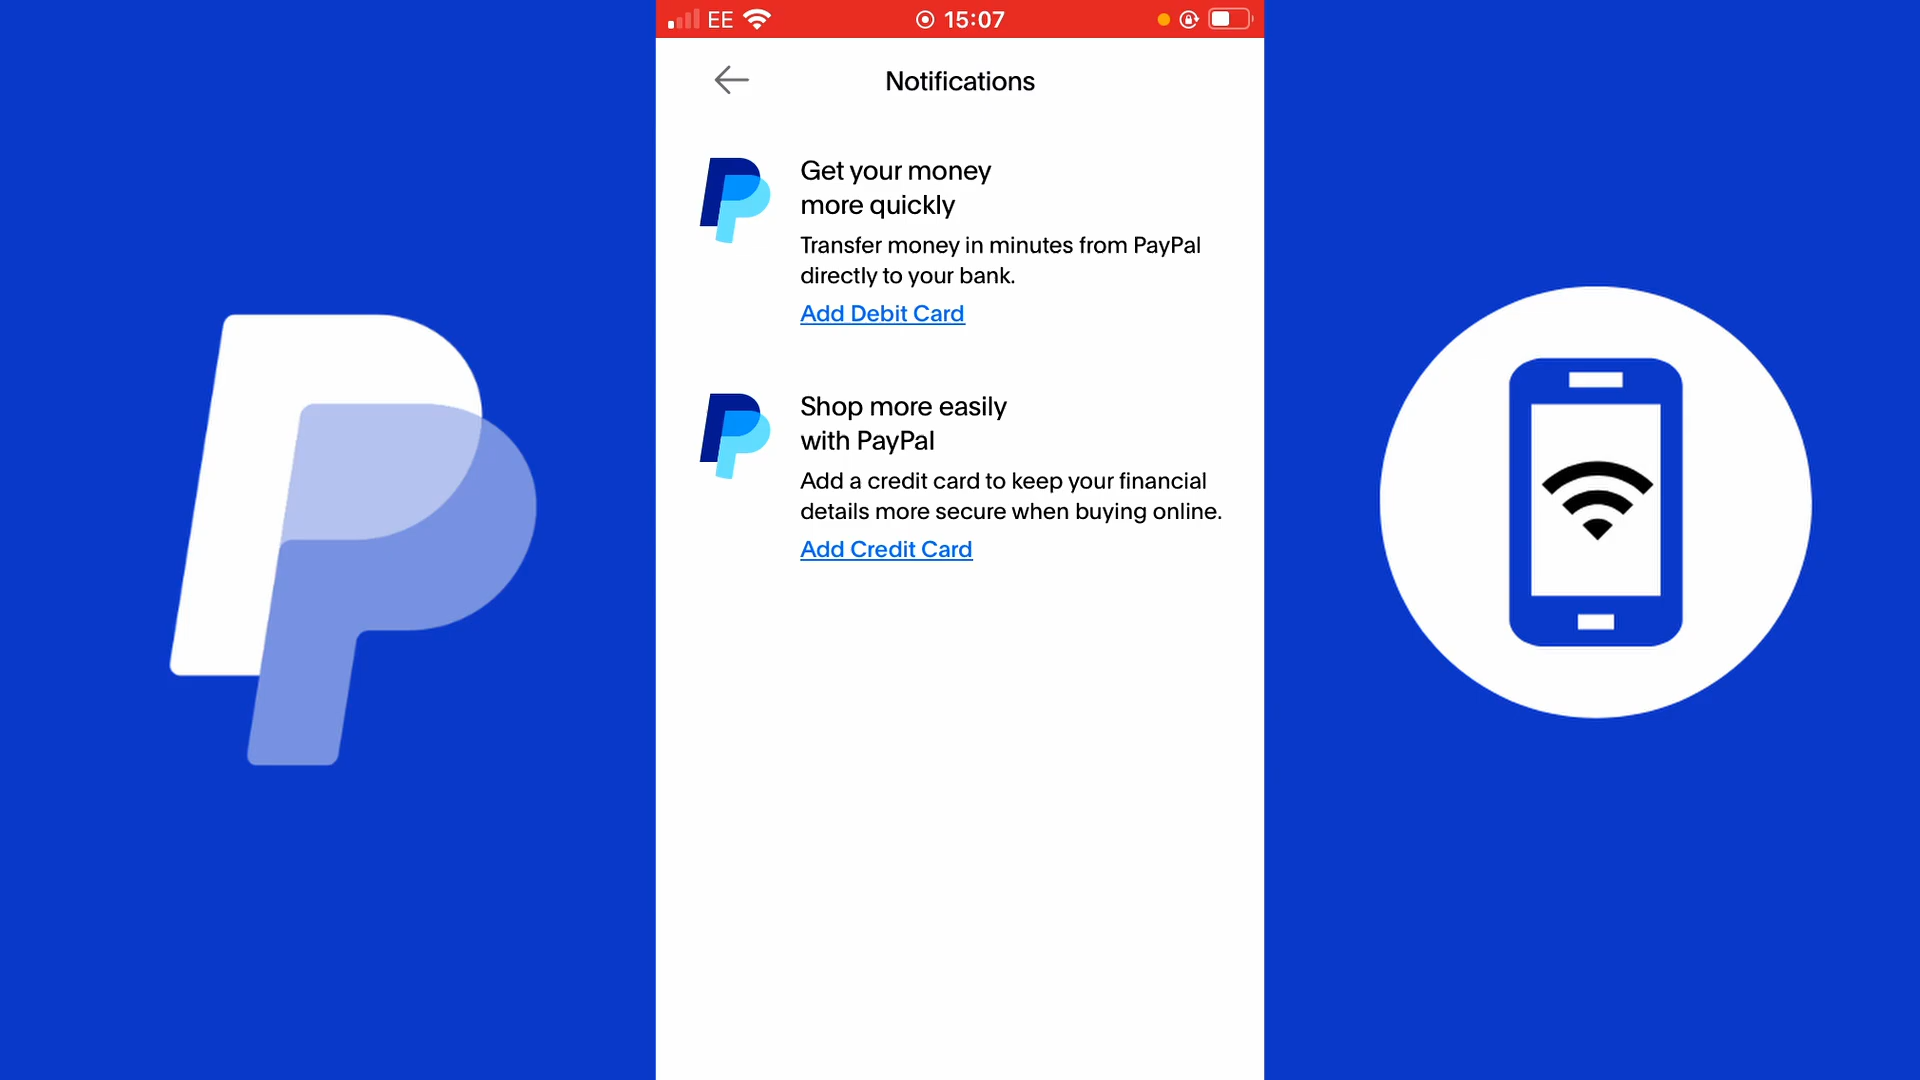 EE 15:07
Notifications
Get your money
more quickly
Transfer money in minutes from PayPal
directly to your bank.
Add Debit Card
Shop more easily
with PayPal
Add a credit card to keep your financial
details more secure when buying online.
Add Credit Card